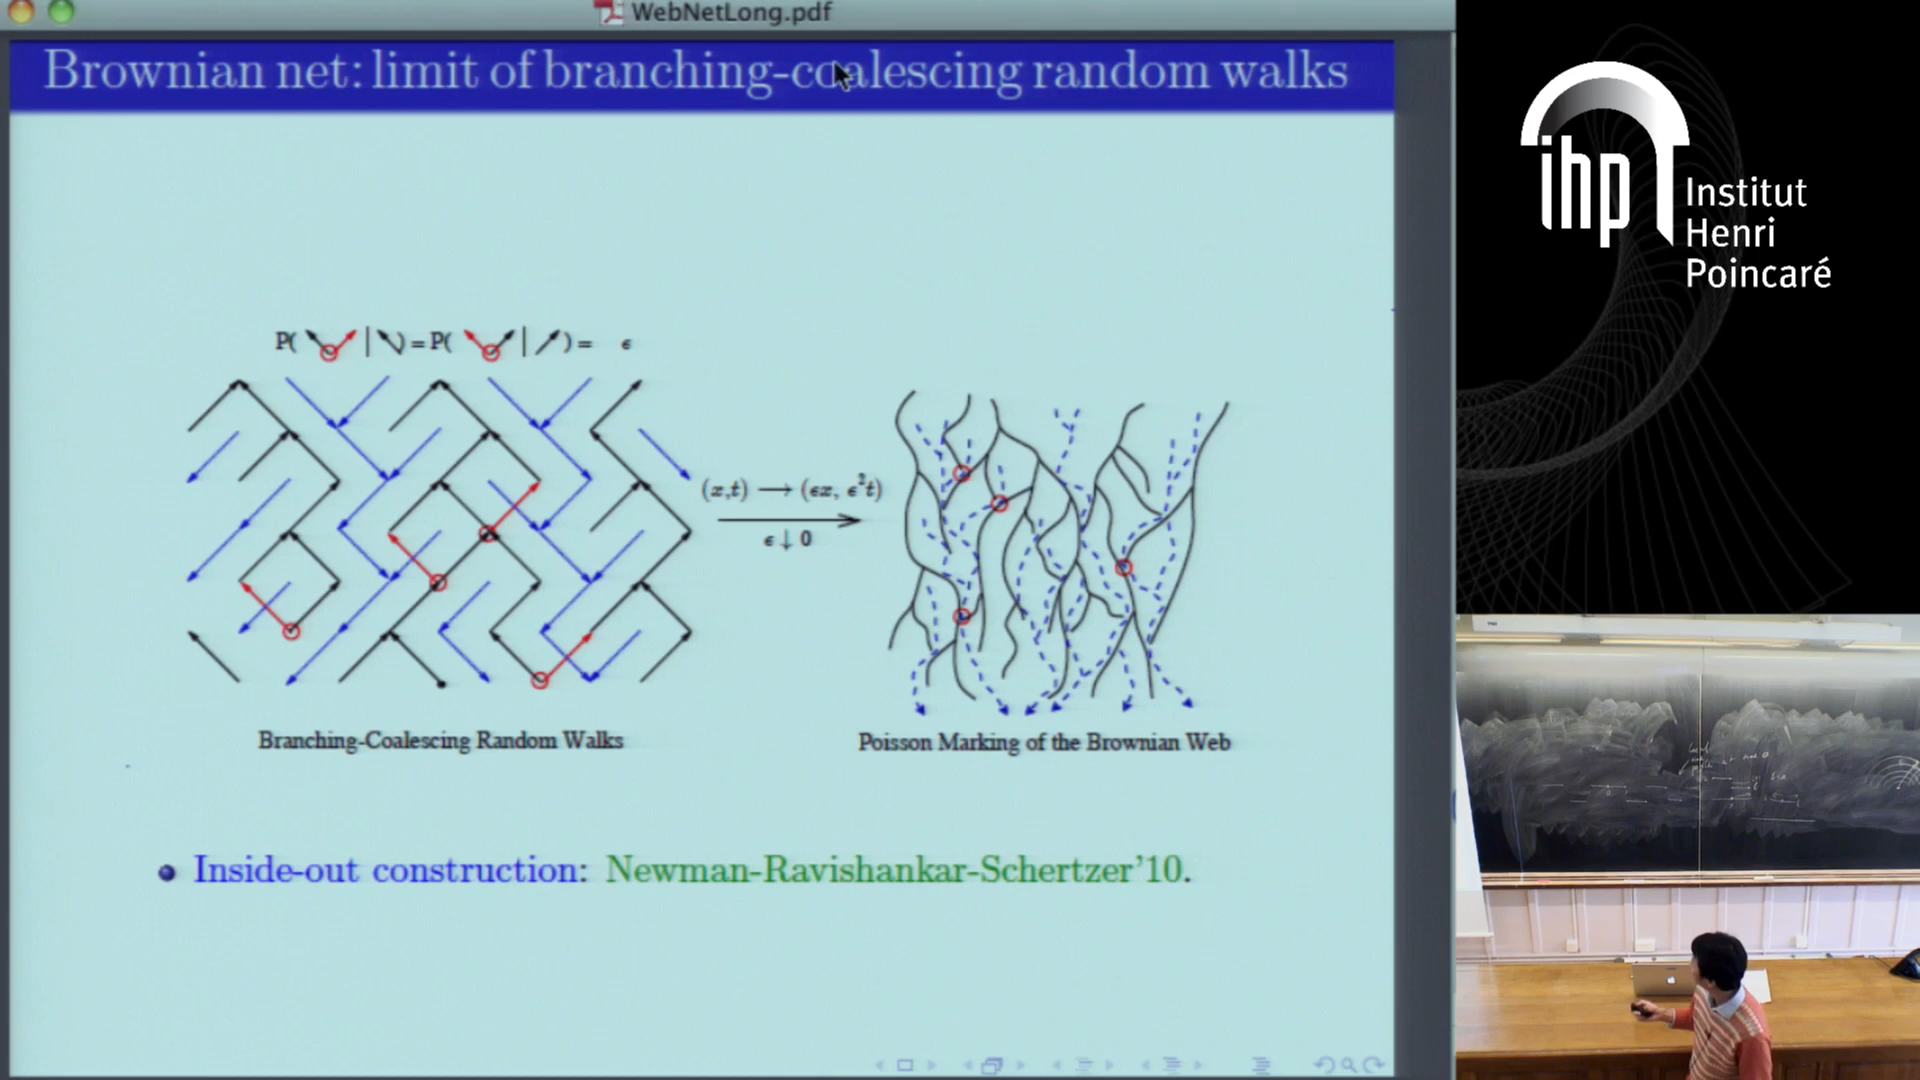 WebNetLong.pdf
Brownian net: limit of branching-coalescing random walks
P( | ) = P( | ) = ϵ
(x,t) → (ϵx, ϵ²t)
ϵ ↓ 0
Branching-Coalescing Random Walks
Poisson Marking of the Brownian Web
Inside-out construction: Newman-Ravishankar-Schertzer'10.
ihp
Institut
Henri
Poincaré